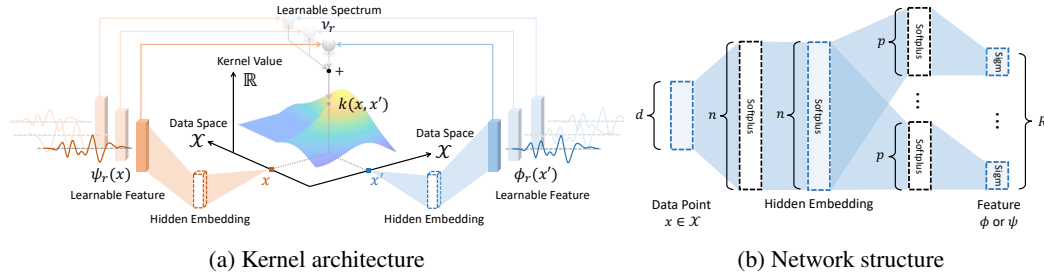 Learnable Spectrum
ν_r
Kernel Value
ℝ
+
k(x, x′)
Data Space
𝒳
Data Space
𝒳
ψ_r(x)
Learnable Feature
x
x′
ϕ_r(x′)
Learnable Feature
Hidden Embedding
Hidden Embedding
(a) Kernel architecture
d
n
Softplus
n
Softplus
p
Softplus
Sigm
...
...
R
p
Softplus
Sigm
Data Point
x ∈ 𝒳
Hidden Embedding
Feature
ϕ or ψ
(b) Network structure